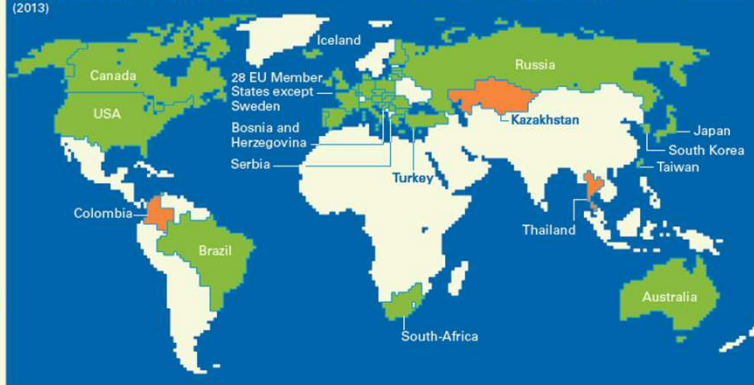 (2013)
Iceland
Canada
Russia
28 EU Member
States except
Sweden
USA
Kazakhstan
Bosnia and
Herzegovina
Japan
South Korea
Serbia
Taiwan
Turkey
Colombia
Thailand
Brazil
Australia
South-Africa